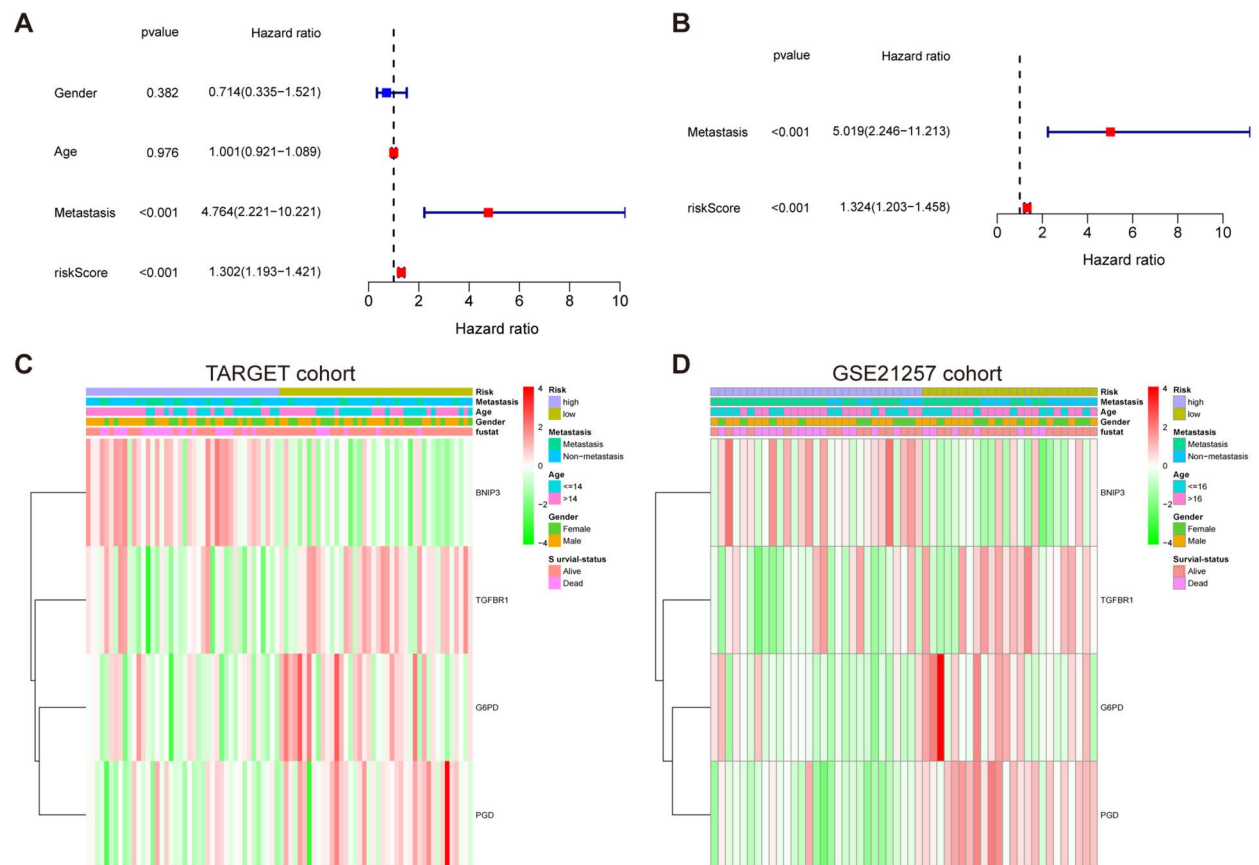 A
pvalue Hazard ratio
Gender 0.382 0.714(0.335−1.521)
Age 0.976 1.001(0.921−1.089)
Metastasis <0.001 4.764(2.221−10.221)
riskScore <0.001 1.302(1.193−1.421)
0 2 4 6 8 10
Hazard ratio
B
pvalue Hazard ratio
Metastasis <0.001 5.019(2.246−11.213)
riskScore <0.001 1.324(1.203−1.458)
0 2 4 6 8 10
Hazard ratio
C
TARGET cohort
Risk
Metastasis
Age
Gender
fustat
BNIP3
TGFBR1
G6PD
PGD
4
2
0
−2
−4
Risk
high
low
Metastasis
Metastasis
Non-metastasis
Age
<=14
>14
Gender
Female
Male
S urvial-status
Alive
Dead
D
GSE21257 cohort
Risk
Metastasis
Age
Gender
fustat
BNIP3
TGFBR1
G6PD
PGD
4
2
0
−2
−4
Risk
high
low
Metastasis
Metastasis
Non-metastasis
Age
<=16
>16
Gender
Female
Male
Survial-status
Alive
Dead